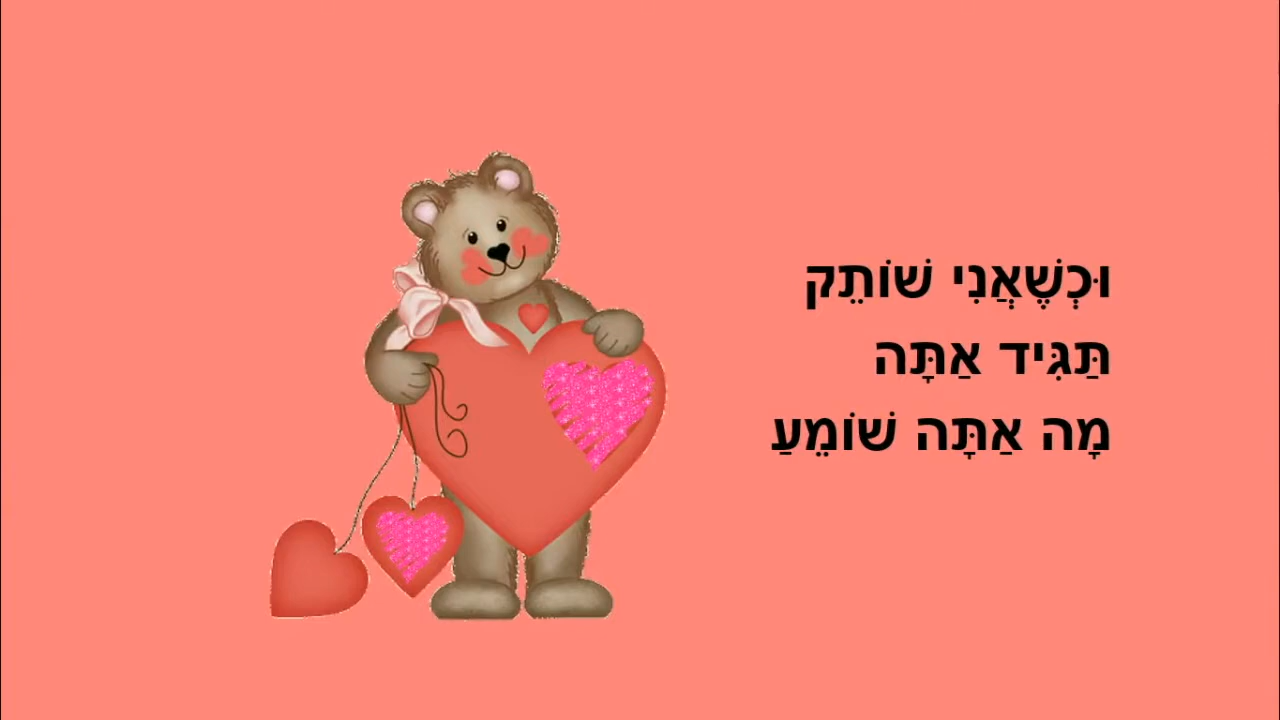 וּכְשֶׁאֲנִי שׁוֹתֵק
תַּגִּיד אַתָּה
מָה אַתָּה שׁוֹמֵעַ